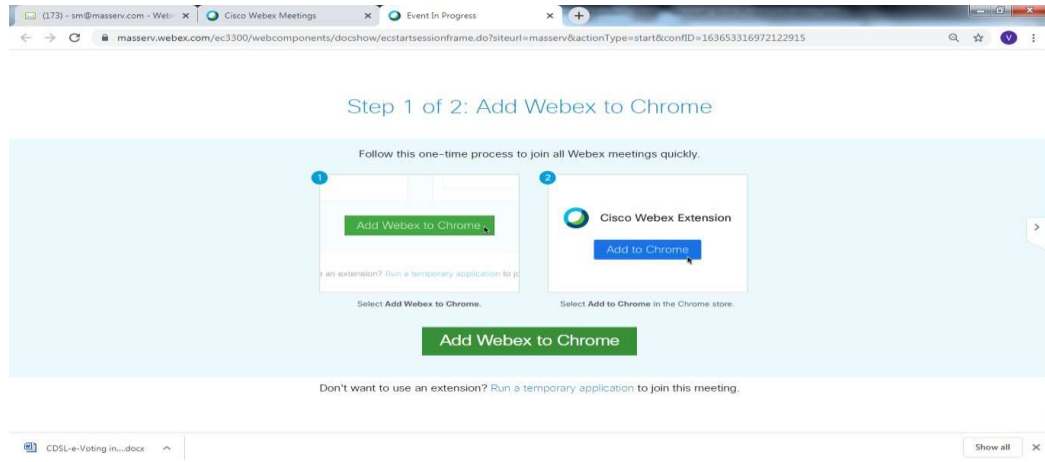 (173) - sm@masserv.com - Web
Cisco Webex Meetings
Event In Progress
masserv.webex.com/ec3300/webcomponents/docshow/ecstartsessionframe.do?siteurl=masserv&actionType=start&confID=163653316972122915
V
Step 1 of 2: Add Webex to Chrome
Follow this one-time process to join all Webex meetings quickly.
1
Add Webex to Chrome
an extension? Run a temporary application to jo
Select Add Webex to Chrome.
2
Cisco Webex Extension
Add to Chrome
Select Add to Chrome in the Chrome store.
Add Webex to Chrome
Don't want to use an extension? Run a temporary application to join this meeting.
CDSL-e-Voting in....docx
Show all